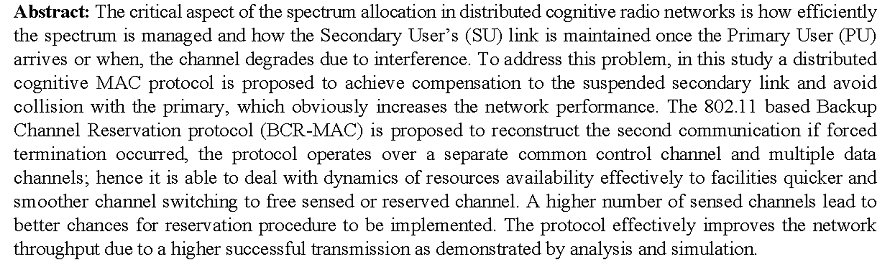 Abstract: The critical aspect of the spectrum allocation in distributed cognitive radio networks is how efficiently
the spectrum is managed and how the Secondary User's (SU) link is maintained once the Primary User (PU)
arrives or when, the channel degrades due to interference. To address this problem, in this study a distributed
cognitive MAC protocol is proposed to achieve compensation to the suspended secondary link and avoid
collision with the primary, which obviously increases the network performance. The 802.11 based Backup
Channel Reservation protocol (BCR-MAC) is proposed to reconstruct the second communication if forced
termination occurred, the protocol operates over a separate common control channel and multiple data
channels; hence it is able to deal with dynamics of resources availability effectively to facilities quicker and
smoother channel switching to free sensed or reserved channel. A higher number of sensed channels lead to
better chances for reservation procedure to be implemented. The protocol effectively improves the network
throughput due to a higher successful transmission as demonstrated by analysis and simulation.